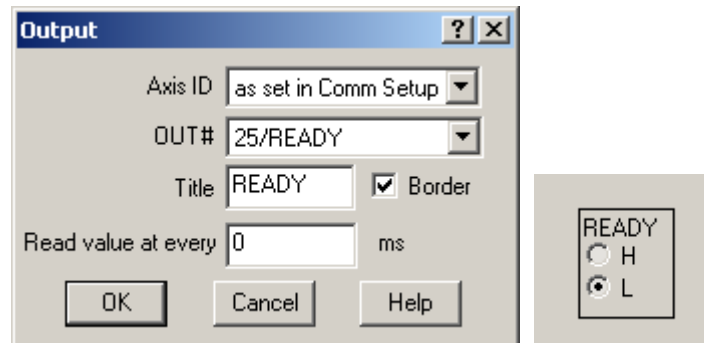 Output
Axis ID as set in Comm Setup
OUT# 25/READY
Title READY Border
Read value at every 0 ms
OK Cancel Help
READY
H
L